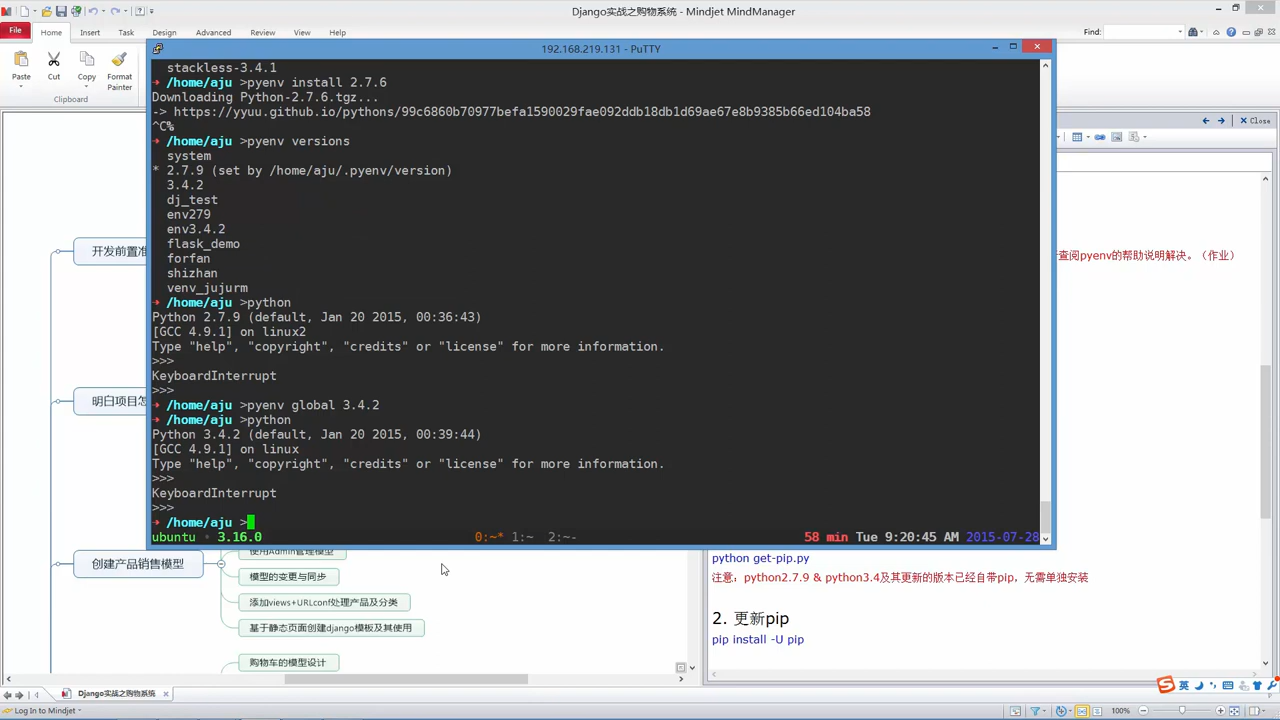 Django实战之购物系统 - Mindjet MindManager
File Home Insert Task Design Advanced Review View Help Find:
Paste Cut Copy Format Painter
Clipboard
192.168.219.131 - PuTTY
stackless-3.4.1
➜ /home/aju >pyenv install 2.7.6
Downloading Python-2.7.6.tgz...
-> https://yyuu.github.io/pythons/99c6860b70977befa1590029fae092ddb18db1d69ae67e8b9385b66ed104ba58
^C%
➜ /home/aju >pyenv versions
system
* 2.7.9 (set by /home/aju/.pyenv/version)
3.4.2
dj_test
env279
env3.4.2
flask_demo
forfan
shizhan
venv_jujurm
➜ /home/aju >python
Python 2.7.9 (default, Jan 20 2015, 00:36:43)
[GCC 4.9.1] on linux2
Type "help", "copyright", "credits" or "license" for more information.
>>>
KeyboardInterrupt
>>>
➜ /home/aju >pyenv global 3.4.2
➜ /home/aju >python
Python 3.4.2 (default, Jan 20 2015, 00:39:44)
[GCC 4.9.1] on linux
Type "help", "copyright", "credits" or "license" for more information.
>>>
KeyboardInterrupt
>>>
➜ /home/aju >
ubuntu · 3.16.0 0:~* 1:~ 2:~- 58 min Tue 9:20:45 AM 2015-07-28
Close
查阅pyenv的帮助说明解决。（作业）
开发前置
明白项目
创建产品销售模型
使用Admin管理模型
模型的变更与同步
添加views+URLconf处理产品及分类
基于静态页面创建django模板及其使用
购物车的模型设计
python get-pip.py
注意：python2.7.9 & python3.4及其更新的版本已经自带pip，无需单独安装
2. 更新pip
pip install -U pip
Django实战之购物系统
英
Log In to Mindjet
100%